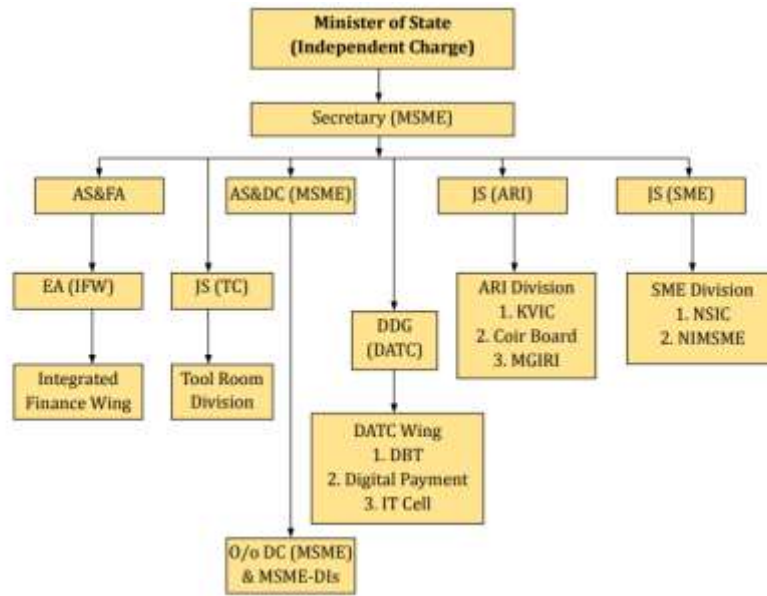 Minister of State
(Independent Charge)
Secretary (MSME)
AS&FA
AS&DC (MSME)
JS (ARI)
JS (SME)
EA (IFW)
JS (TC)
DDG
(DATC)
ARI Division
1. KVIC
2. Coir Board
3. MGIRI
SME Division
1. NSIC
2. NIMSME
Integrated
Finance Wing
Tool Room
Division
DATC Wing
1. DBT
2. Digital Payment
3. IT Cell
O/o DC (MSME)
& MSME-DIs